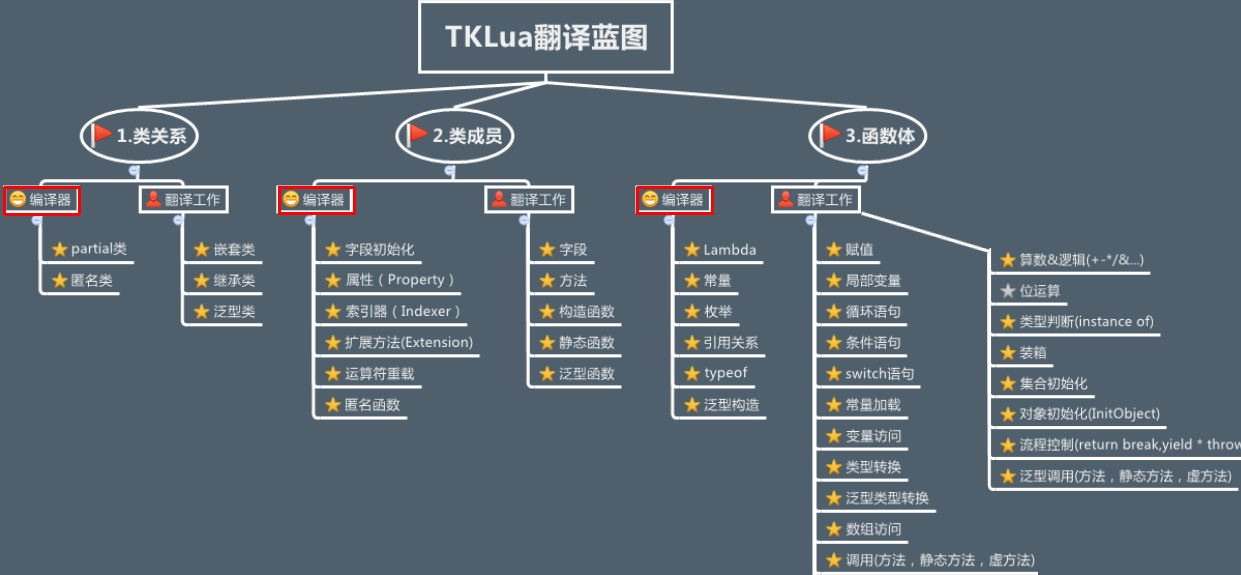 TKLua翻译蓝图
1.类关系
编译器
partial类
匿名类
翻译工作
嵌套类
继承类
泛型类
2.类成员
编译器
字段初始化
属性（Property）
索引器（Indexer）
扩展方法(Extension)
运算符重载
匿名函数
翻译工作
字段
方法
构造函数
静态函数
泛型函数
3.函数体
编译器
Lambda
常量
枚举
引用关系
typeof
泛型构造
翻译工作
赋值
局部变量
循环语句
条件语句
switch语句
常量加载
变量访问
类型转换
泛型类型转换
数组访问
调用(方法，静态方法，虚方法)
算数&逻辑(+-*/&...)
位运算
类型判断(instance of)
装箱
集合初始化
对象初始化(InitObject)
流程控制(return break,yield * throw
泛型调用(方法，静态方法，虚方法)